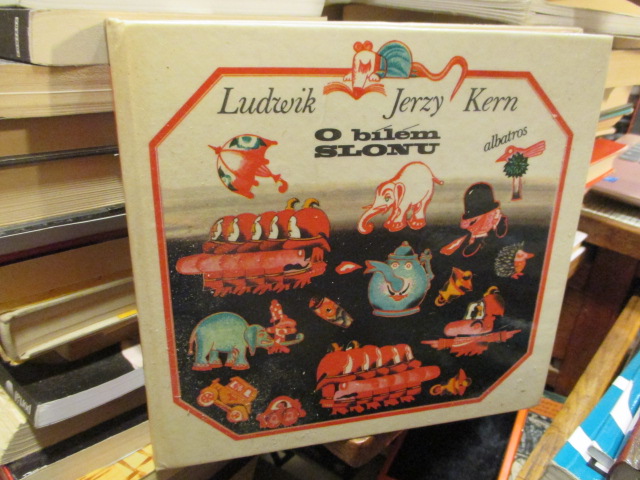 Ludwik Jerzy Kern
O bílém
SLONU
albatros